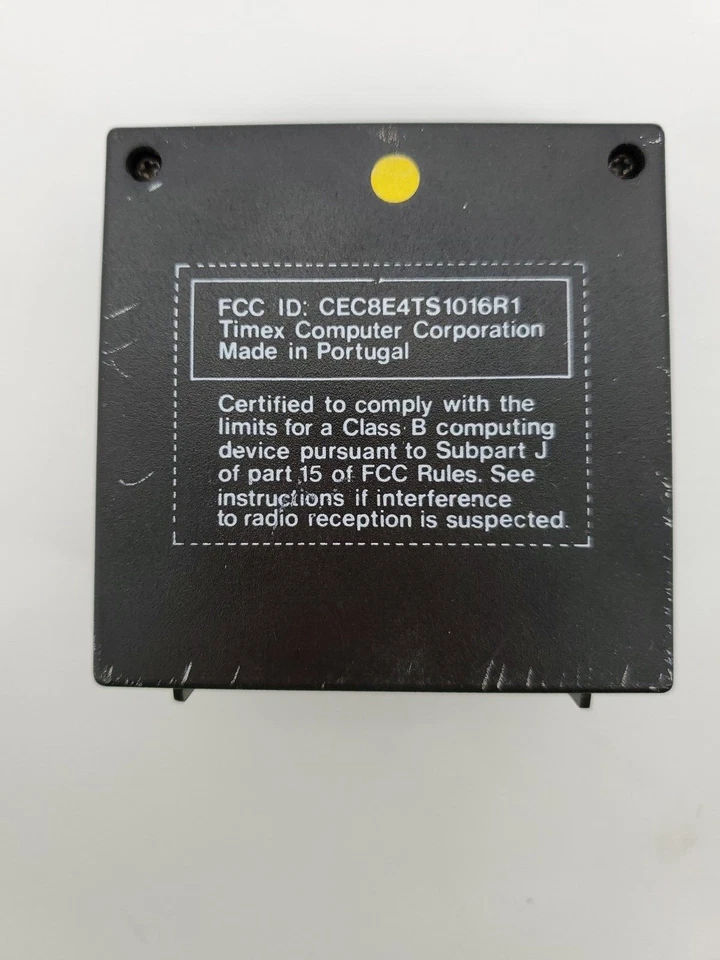 FCC ID: CEC8E4TS1016R1
Timex Computer Corporation
Made in Portugal
Certified to comply with the
limits for a Class B computing
device pursuant to Subpart J
of part 15 of FCC Rules. See
instructions if interference
to radio reception is suspected.